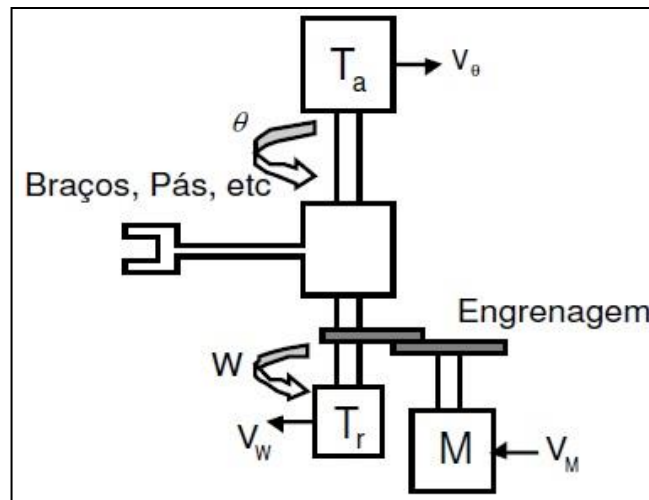 Tₐ
V_θ
θ
Braços, Pás, etc
Engrenagem
W
V_W
Tᵣ
M
V_M